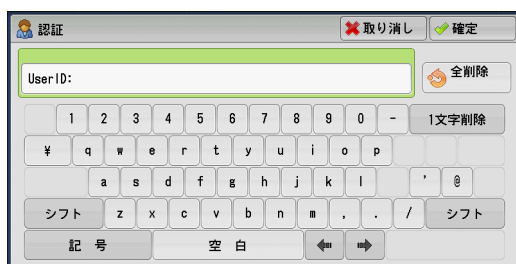 認証 取り消し 確定
UserID: 全削除
1 2 3 4 5 6 7 8 9 0 - 1文字削除
¥ q w e r t y u i o p
a s d f g h j k l ' @
シフト z x c v b n m , . / シフト
記 号 空 白